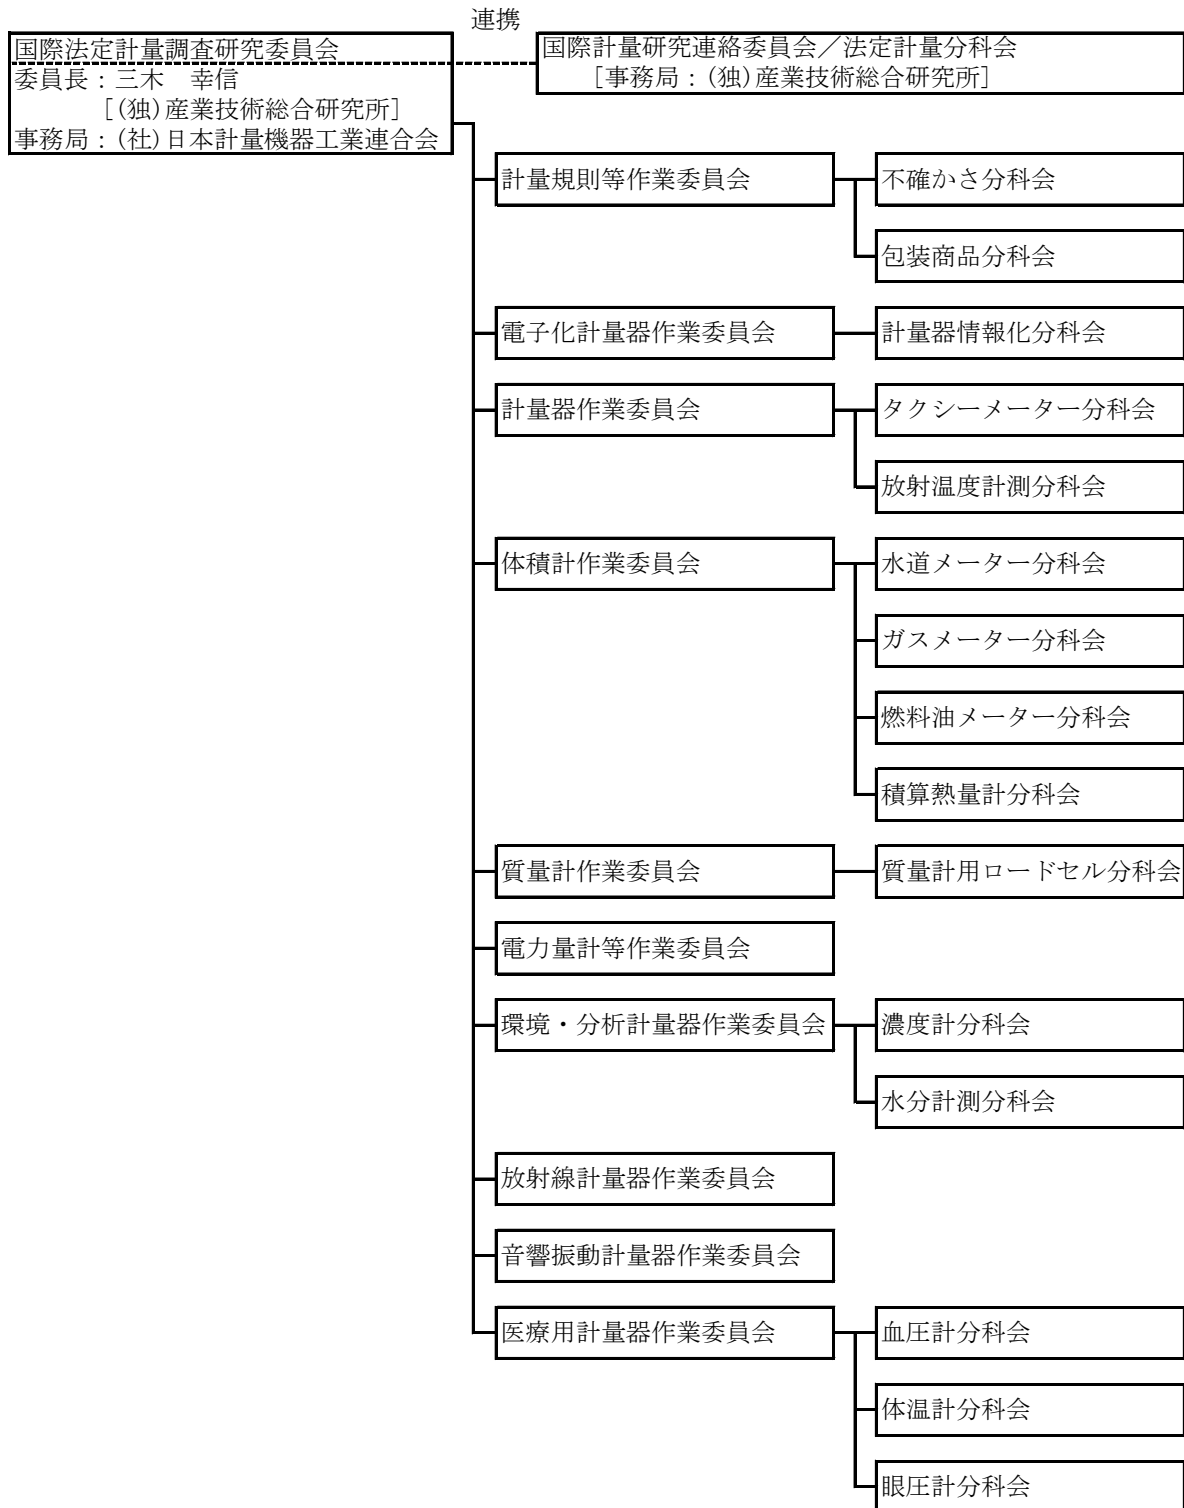 連携
国際法定計量調査研究委員会
委員長：三木　幸信
［(独)産業技術総合研究所］
事務局：(社)日本計量機器工業連合会
国際計量研究連絡委員会／法定計量分科会
［事務局：(独)産業技術総合研究所］
計量規則等作業委員会
不確かさ分科会
包装商品分科会
電子化計量器作業委員会
計量器情報化分科会
計量器作業委員会
タクシーメーター分科会
放射温度計測分科会
体積計作業委員会
水道メーター分科会
ガスメーター分科会
燃料油メーター分科会
積算熱量計分科会
質量計作業委員会
質量計用ロードセル分科会
電力量計等作業委員会
環境・分析計量器作業委員会
濃度計分科会
水分計測分科会
放射線計量器作業委員会
音響振動計量器作業委員会
医療用計量器作業委員会
血圧計分科会
体温計分科会
眼圧計分科会